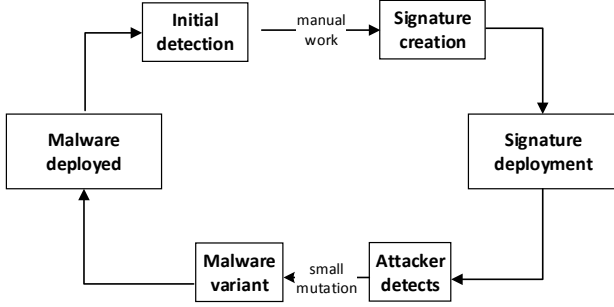 Initial
detection
manual
work
Signature
creation
Signature
deployment
Attacker
detects
small
mutation
Malware
variant
Malware
deployed